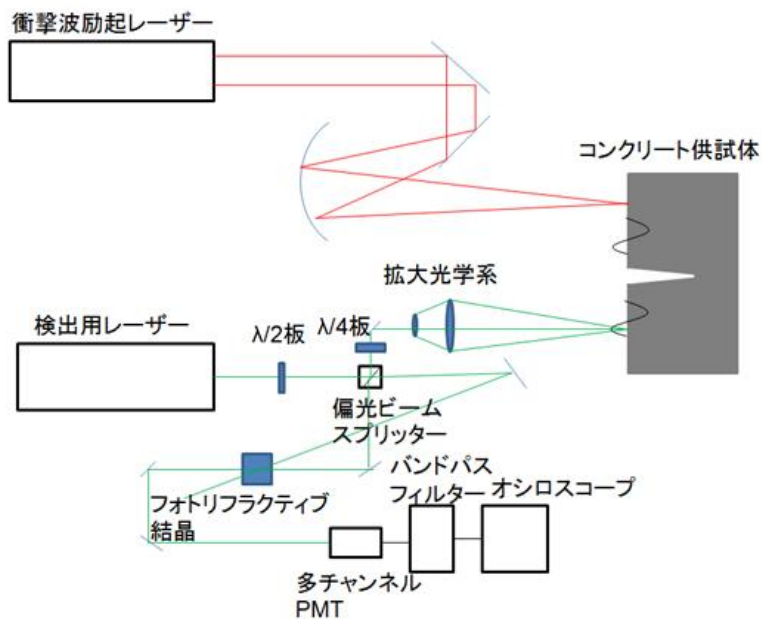 衝撃波励起レーザー
コンクリート供試体
拡大光学系
検出用レーザー
λ/2板
λ/4板
偏光ビーム
スプリッター
バンドパス
フィルター
オシロスコープ
フォトリフラクティブ
結晶
多チャンネル
PMT